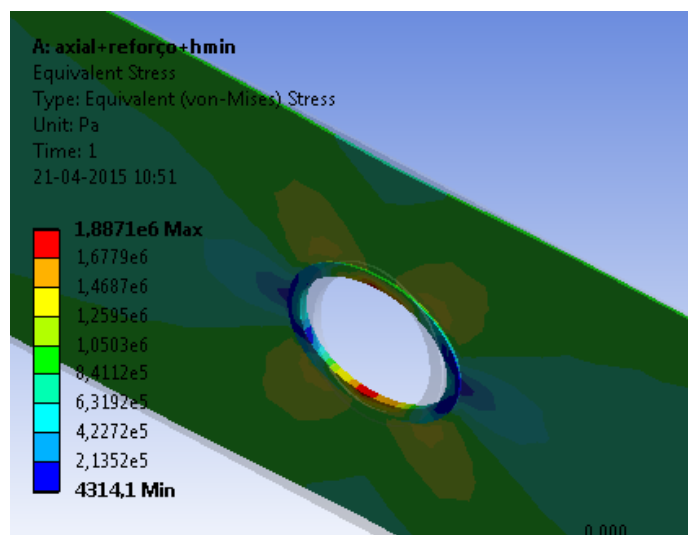 A: axial+reforço+hmin
Equivalent Stress
Type: Equivalent (von-Mises) Stress
Unit: Pa
Time: 1
21-04-2015 10:51
1,8871e6 Max
1,6779e6
1,4687e6
1,2595e6
1,0503e6
8,4112e5
6,3192e5
4,2272e5
2,1352e5
4314,1 Min
0,000